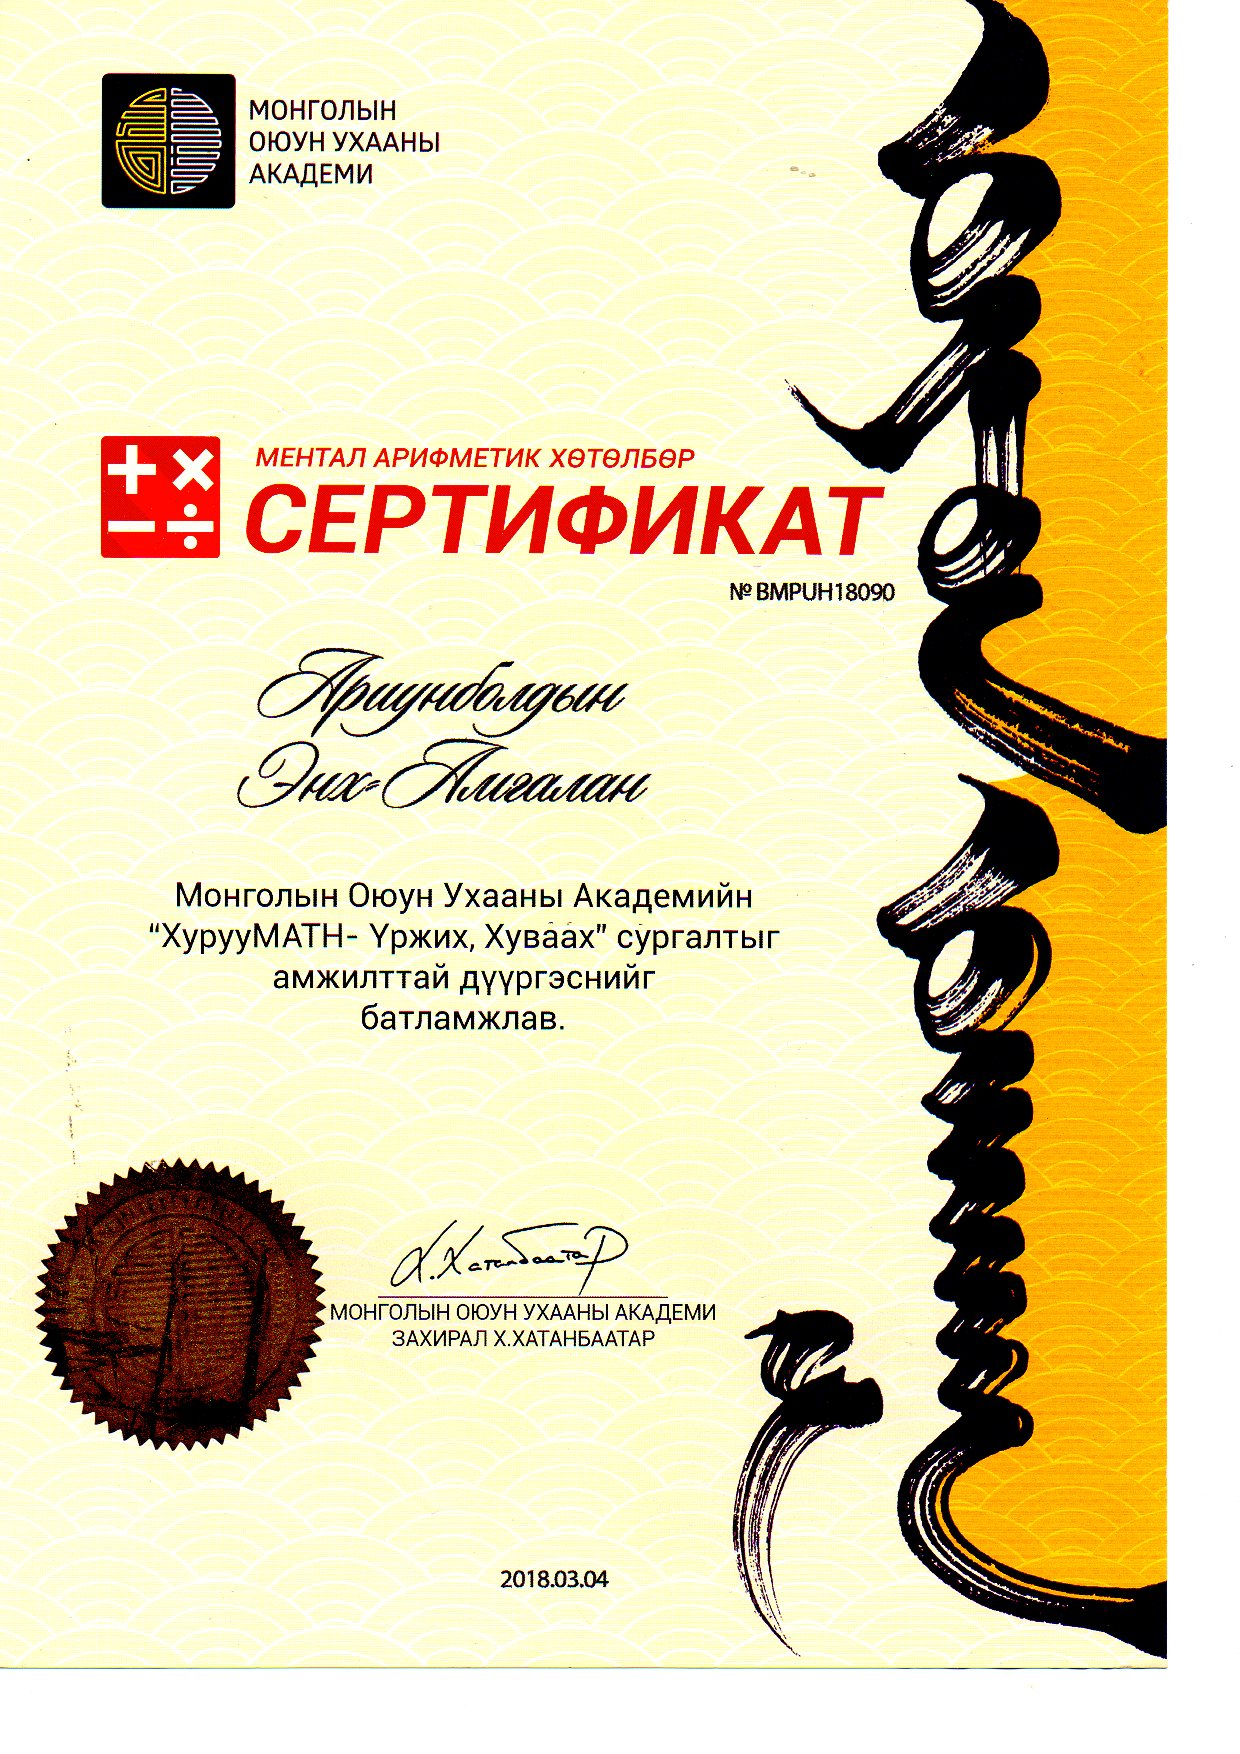 МОНГОЛЫН
ОЮУН УХААНЫ
АКАДЕМИ
МЕНТАЛ АРИФМЕТИК ХӨТӨЛБӨР
СЕРТИФИКАТ
№ BMPUH18090
Ариунболдын
Энх-Амгалан
Монголын Оюун Ухааны Академийн
“ХурууMATH- Үржих, Хуваах” сургалтыг
амжилттай дүүргэснийг
батламжлав.
Х.Хатанбаатар
МОНГОЛЫН ОЮУН УХААНЫ АКАДЕМИ
ЗАХИРАЛ Х.ХАТАНБААТАР
2018.03.04